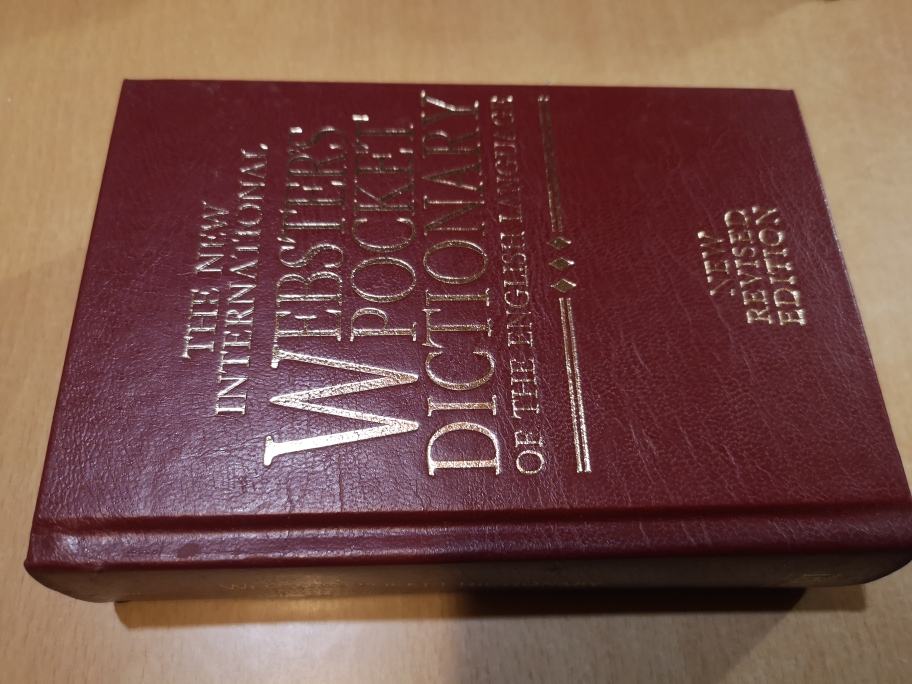 THE NEW
INTERNATIONAL
WEBSTER'S
POCKET
DICTIONARY
OF THE ENGLISH LANGUAGE
NEW
REVISED
EDITION